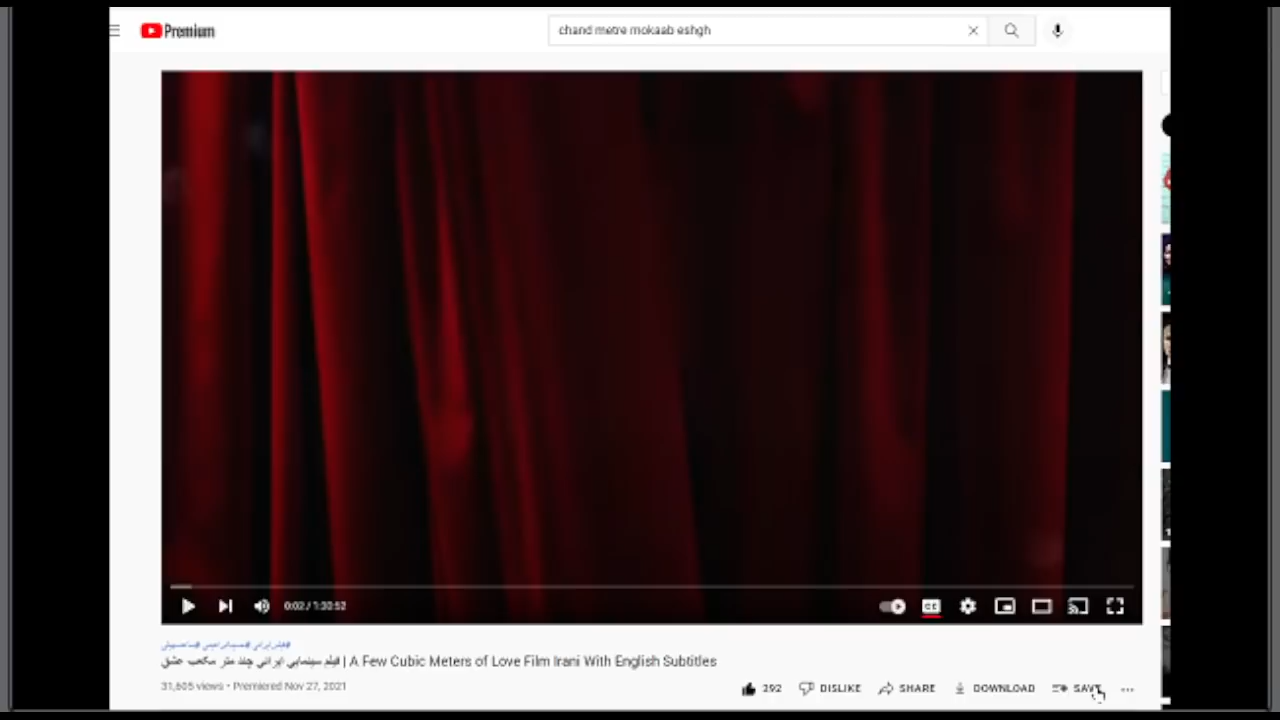 Premium
chand metre mokaab eshgh
0:02 / 1:30:52
CC
فیلم سینمایی ایرانی چند متر مکعب عشق | A Few Cubic Meters of Love Film Irani With English Subtitles
31,605 views • Premiered Nov 27, 2021
292 DISLIKE SHARE DOWNLOAD SAVE